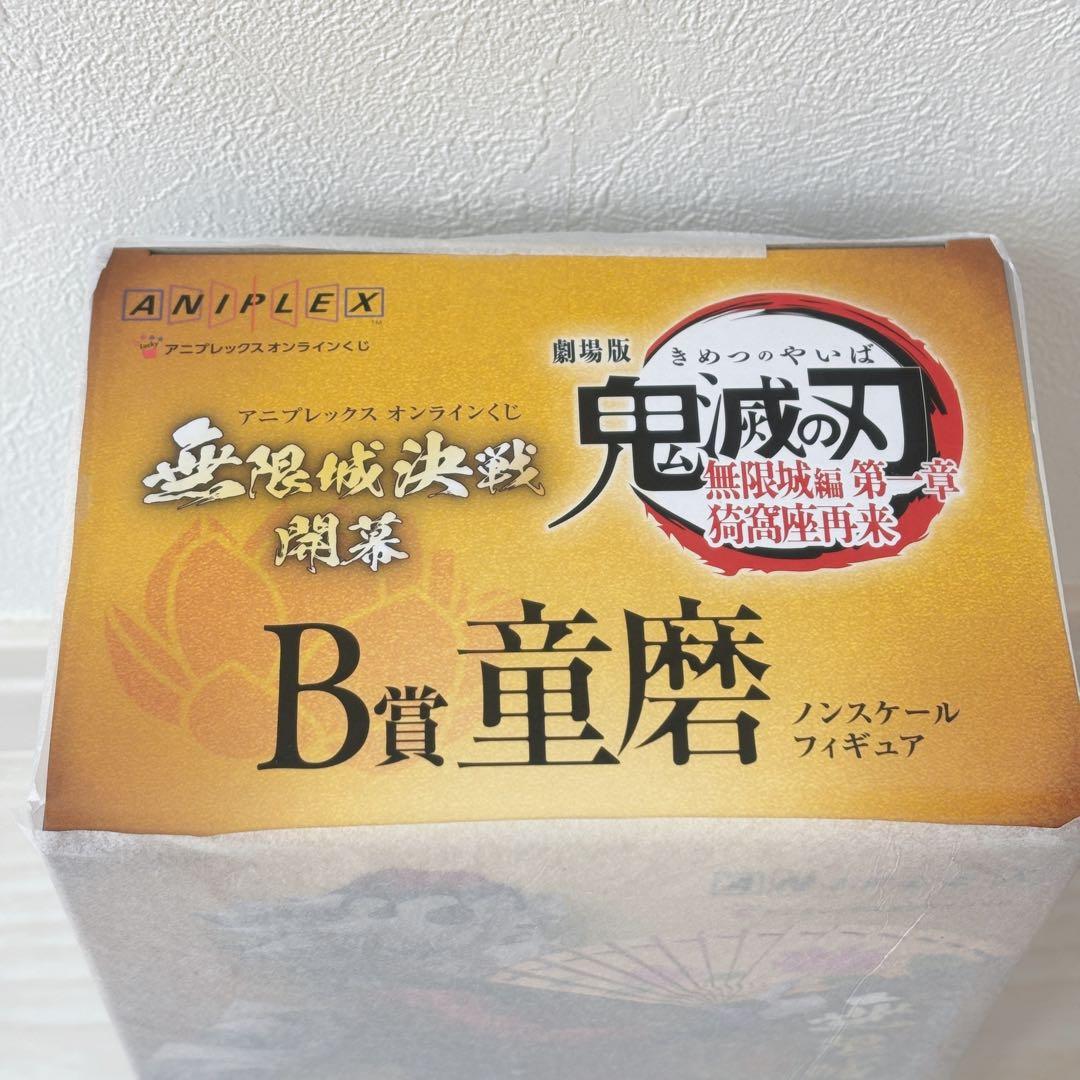 ANIPLEX
TM
lucky
アニプレックスオンラインくじ
アニプレックス オンラインくじ
無限城決戦
開幕
劇場版
きめつのやいば
鬼滅の刃
無限城編 第一章
猗窩座再来
B賞 童磨
ノンスケール
フィギュア
無